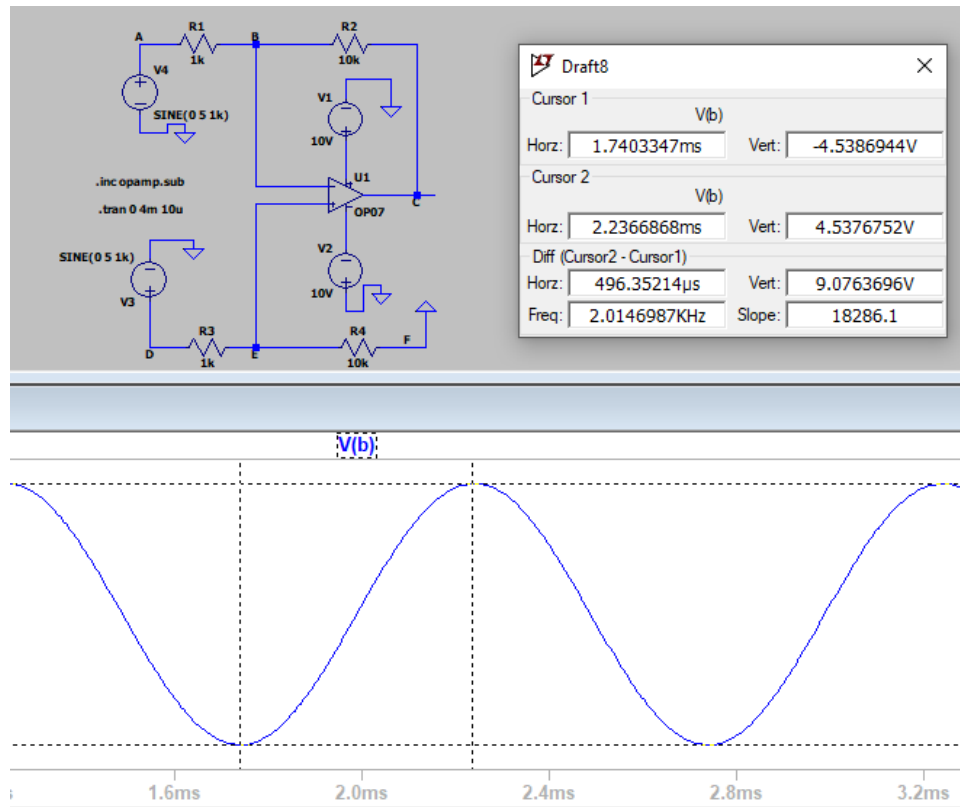 A
R1
1k
B
R2
10k
V4
SINE(0 5 1k)
V1
10V
.inc opamp.sub
.tran 0 4m 10u
U1
OP07
C
SINE(0 5 1k)
V3
V2
10V
D
R3
1k
E
R4
10k
F
Draft8
Cursor 1
V(b)
Horz: 1.7403347ms Vert: -4.5386944V
Cursor 2
V(b)
Horz: 2.2366868ms Vert: 4.5376752V
Diff (Cursor2 - Cursor1)
Horz: 496.35214µs Vert: 9.0763696V
Freq: 2.0146987KHz Slope: 18286.1
V(b)
1.6ms 2.0ms 2.4ms 2.8ms 3.2ms